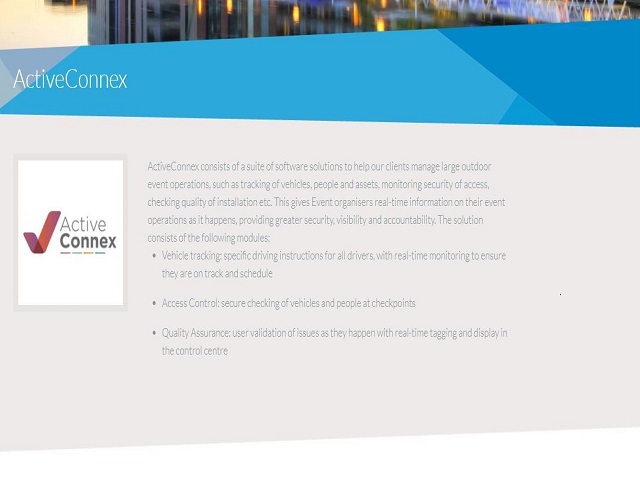 ActiveConnex
Active
Connex
ActiveConnex consists of a suite of software solutions to help our clients manage large outdoor
event operations, such as tracking of vehicles, people and assets, monitoring security of access,
checking quality of installation etc. This gives Event organisers real-time information on their event
operations as it happens, providing greater security, visibility and accountability. The solution
consists of the following modules:
• Vehicle tracking: specific driving instructions for all drivers, with real-time monitoring to ensure
they are on track and schedule
• Access Control: secure checking of vehicles and people at checkpoints
• Quality Assurance: user validation of issues as they happen with real-time tagging and display in
the control centre